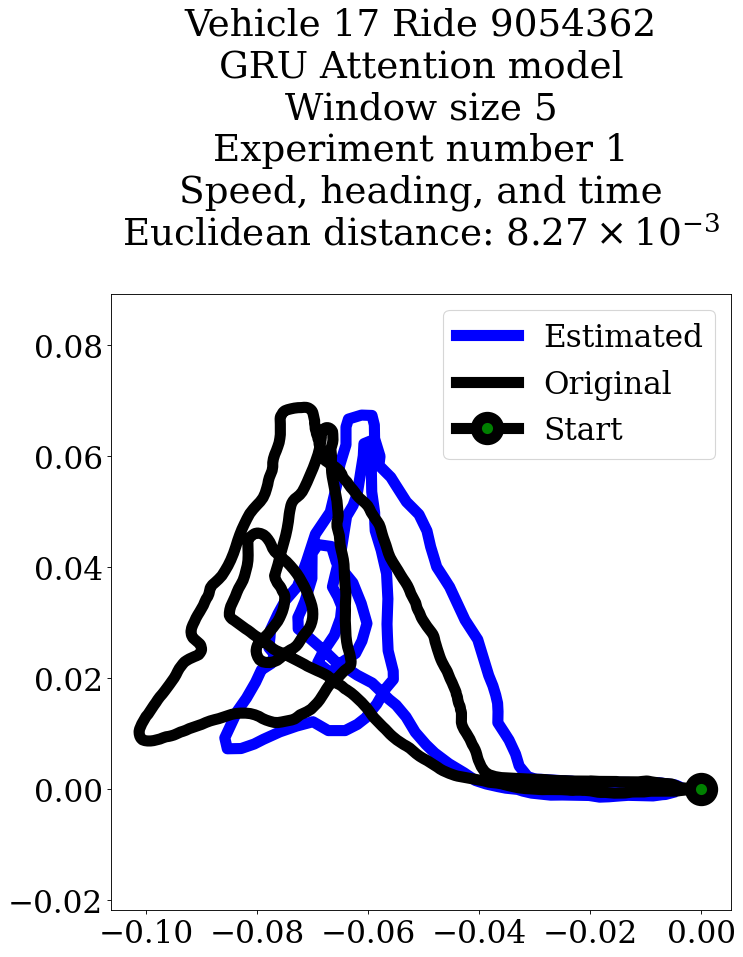 Vehicle 17 Ride 9054362
GRU Attention model
Window size 5
Experiment number 1
Speed, heading, and time
Euclidean distance: 8.27 × 10⁻³
Estimated
Original
Start
0.08
0.06
0.04
0.02
0.00
−0.02
−0.10 −0.08 −0.06 −0.04 −0.02 0.00